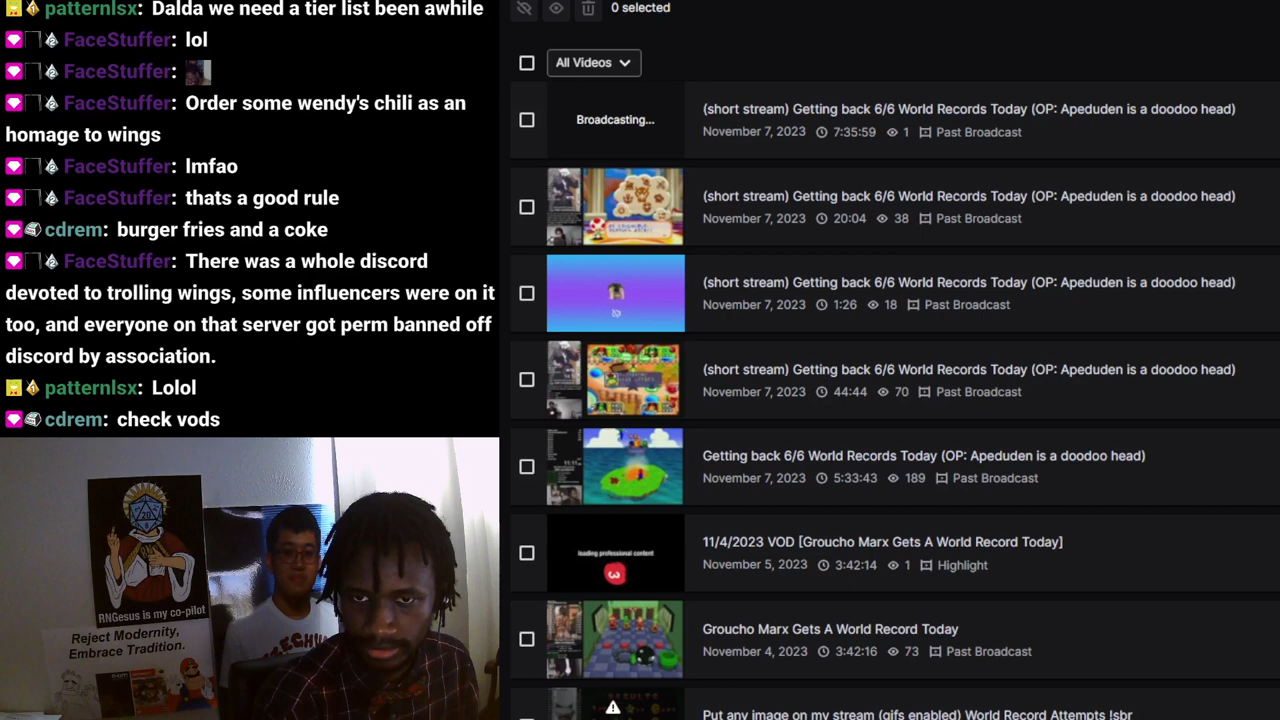 patternlsx: Dalda we need a tier list been awhile
FaceStuffer: lol
FaceStuffer:
FaceStuffer: Order some wendy's chili as an
homage to wings
FaceStuffer: lmfao
FaceStuffer: thats a good rule
cdrem: burger fries and a coke
FaceStuffer: There was a whole discord
devoted to trolling wings, some influencers were on it
too, and everyone on that server got perm banned off
discord by association.
patternlsx: Lolol
cdrem: check vods
RNGesus is my co-pilot
Reject Modernity,
Embrace Tradition.
0 selected
All Videos
Broadcasting...
(short stream) Getting back 6/6 World Records Today (OP: Apeduden is a doodoo head)
November 7, 2023 7:35:59 1 Past Broadcast
(short stream) Getting back 6/6 World Records Today (OP: Apeduden is a doodoo head)
November 7, 2023 20:04 38 Past Broadcast
(short stream) Getting back 6/6 World Records Today (OP: Apeduden is a doodoo head)
November 7, 2023 1:26 18 Past Broadcast
(short stream) Getting back 6/6 World Records Today (OP: Apeduden is a doodoo head)
November 7, 2023 44:44 70 Past Broadcast
Getting back 6/6 World Records Today (OP: Apeduden is a doodoo head)
November 7, 2023 5:33:43 189 Past Broadcast
loading professional content
11/4/2023 VOD [Groucho Marx Gets A World Record Today]
November 5, 2023 3:42:14 1 Highlight
Groucho Marx Gets A World Record Today
November 4, 2023 3:42:16 73 Past Broadcast
Put any image on my stream (gifs enabled) World Record Attempts !sbr